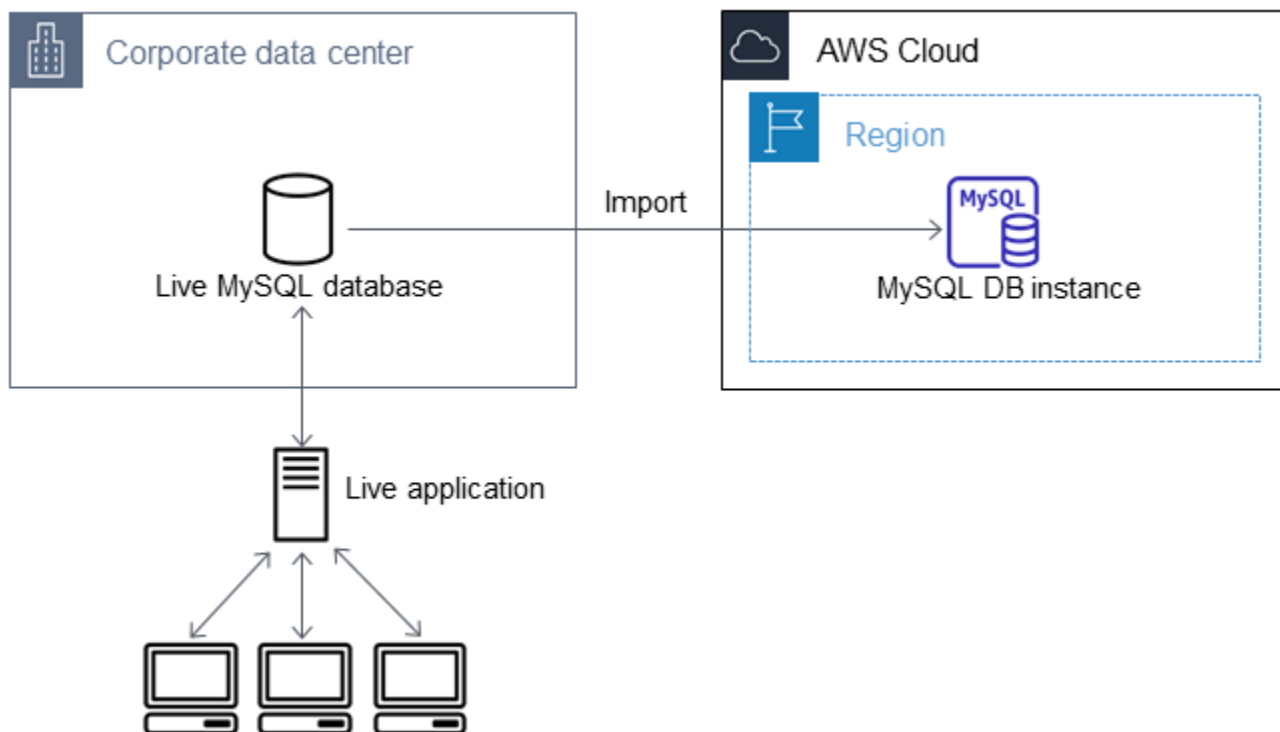 Corporate data center
AWS Cloud
Region
Import
MySQL
Live MySQL database
MySQL DB instance
Live application